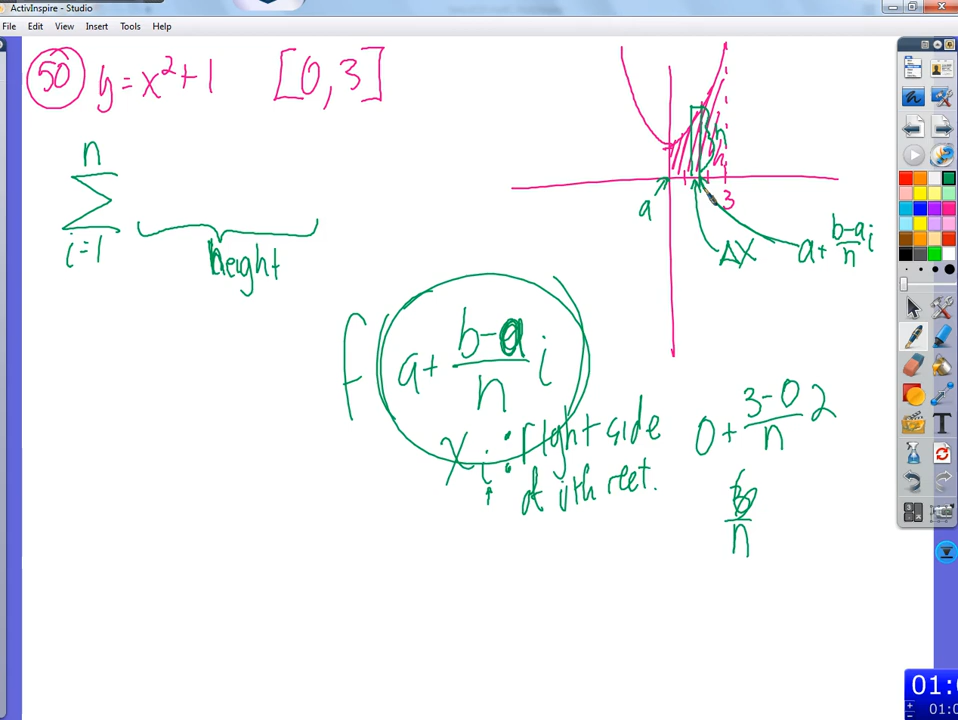 ActivInspire - Studio
File Edit View Insert Tools Help
50 y = x² + 1 [0, 3]
n
Σ
i=1
height
h
a
3
ΔX
a + b-a/n i
f(a + b-a/n i)
xi : right side
of ith rect.
0 + 3-0/n 2
6/n
01:
01: